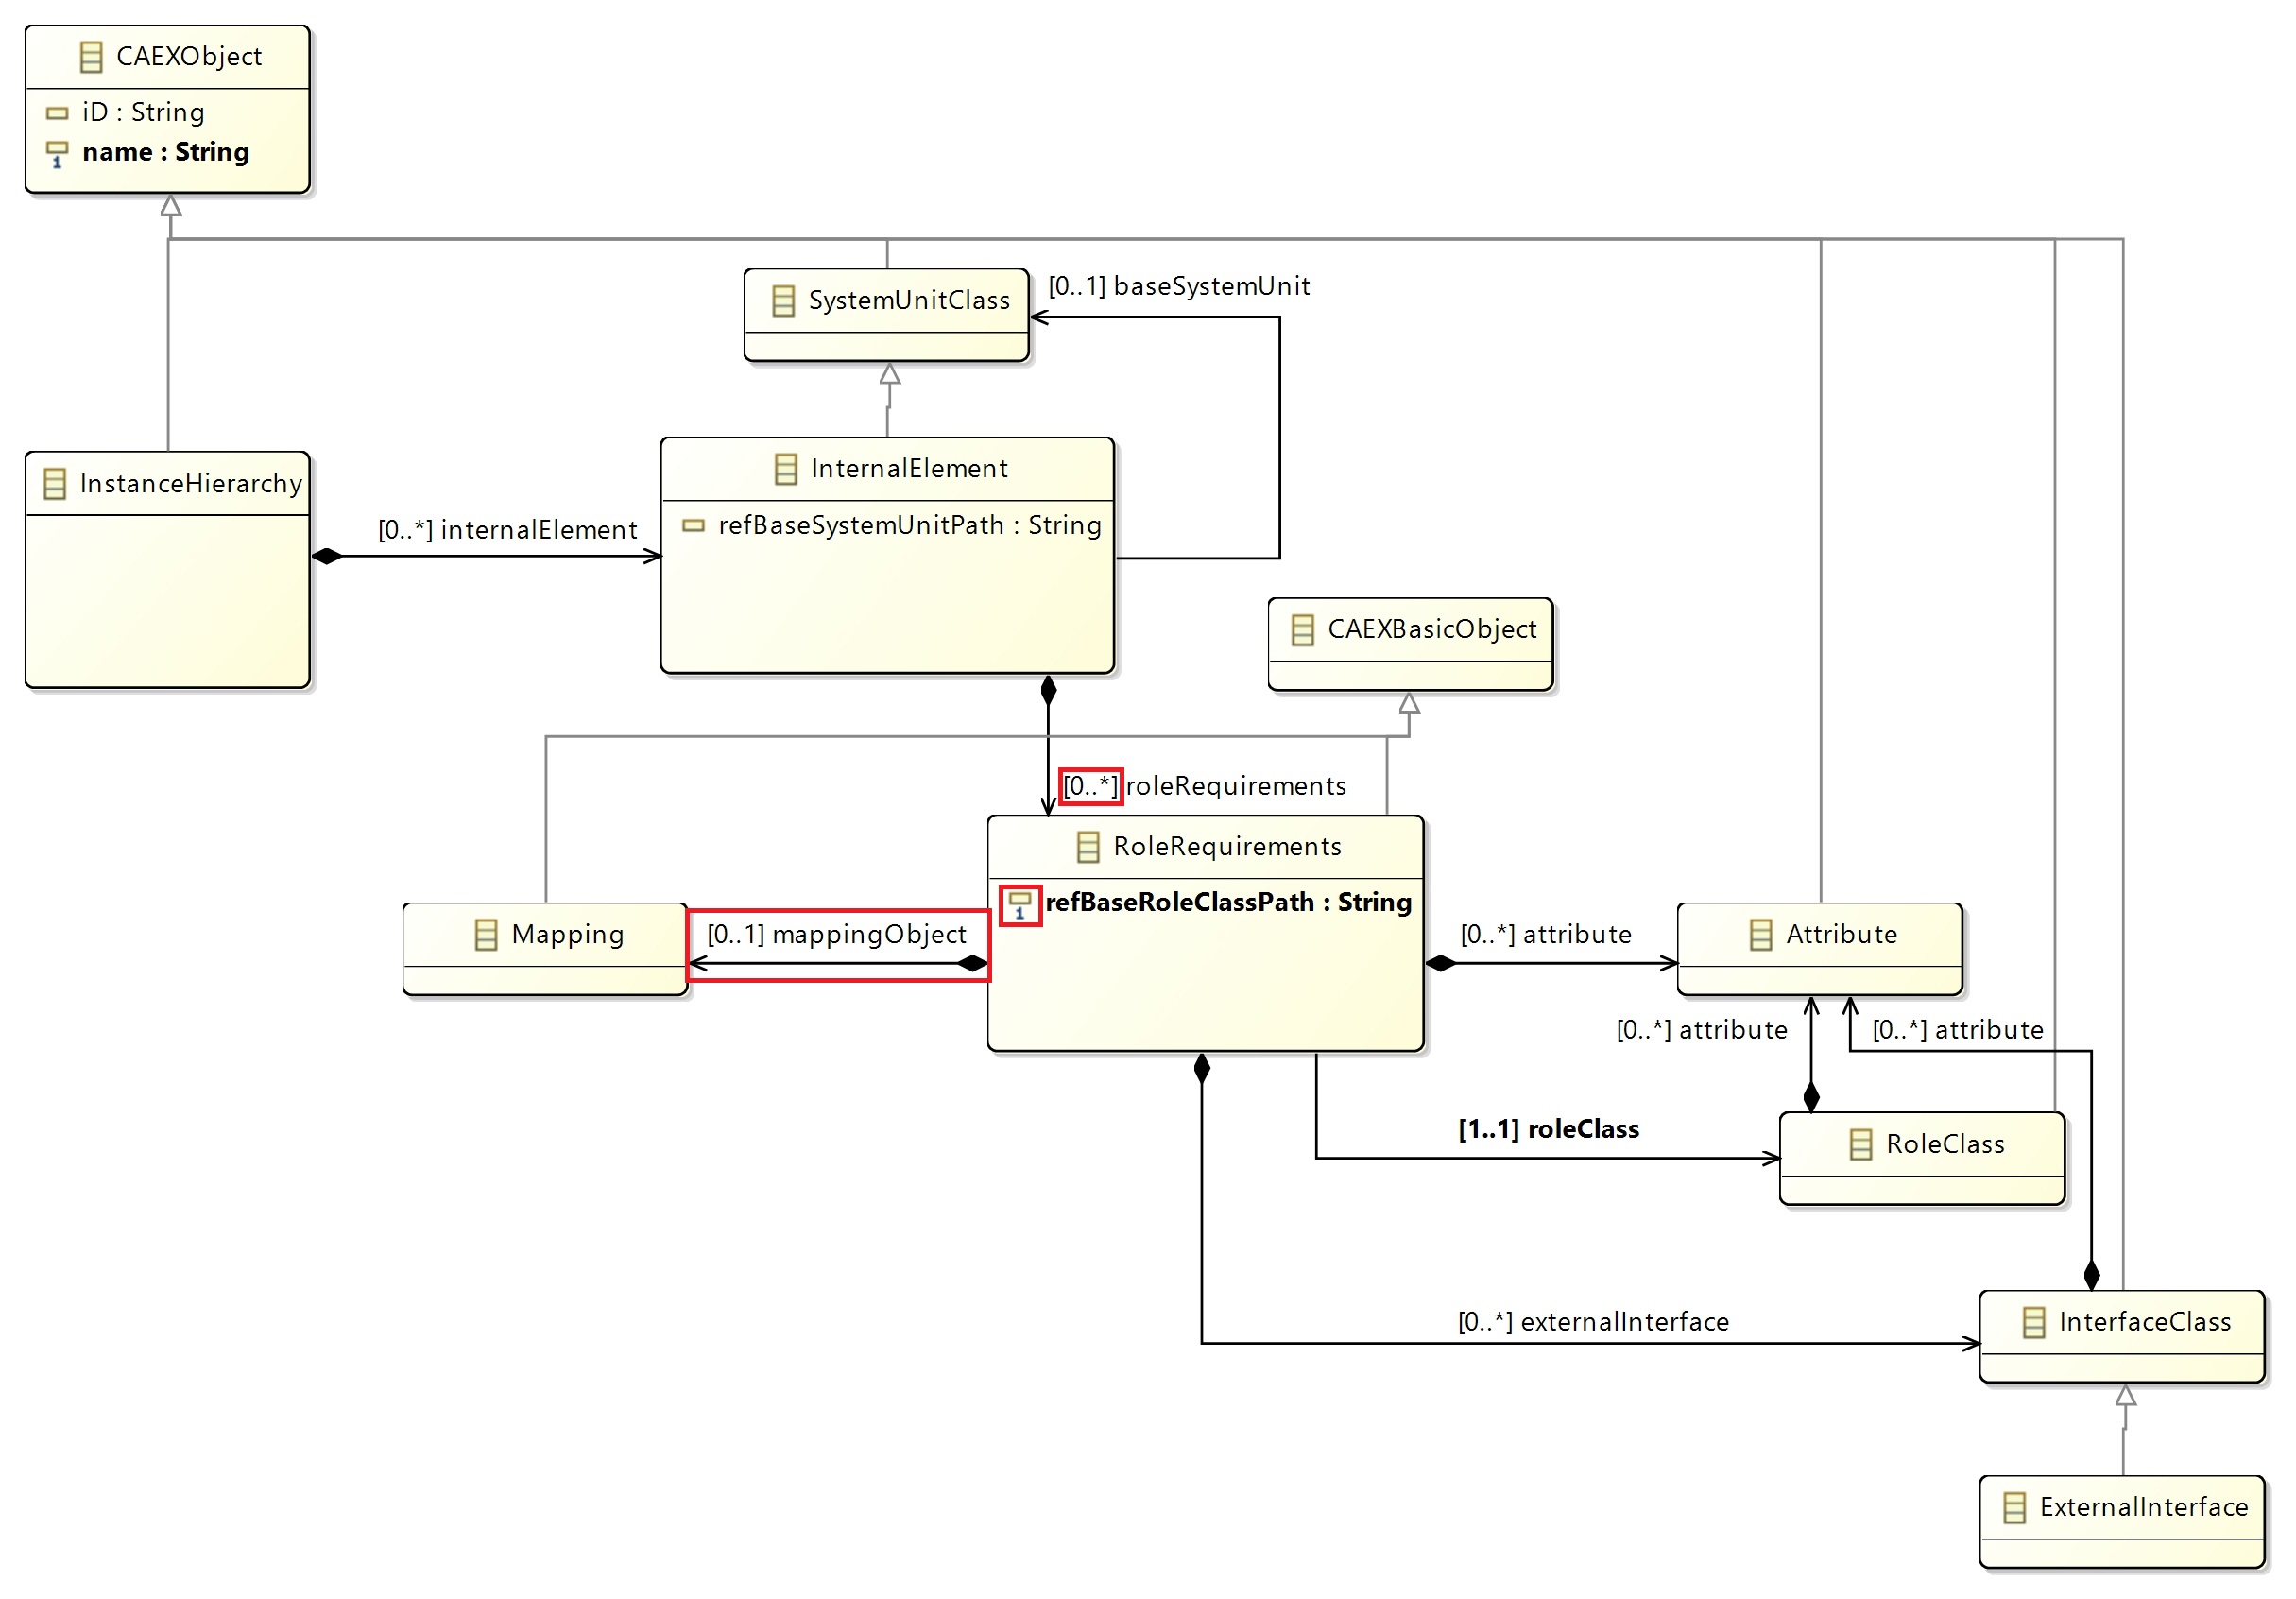 CAEXObject
iD : String
1 name : String
SystemUnitClass
[0..1] baseSystemUnit
InternalElement
refBaseSystemUnitPath : String
InstanceHierarchy
[0..*] internalElement
CAEXBasicObject
[0..*] roleRequirements
RoleRequirements
1 refBaseRoleClassPath : String
Mapping
[0..1] mappingObject
[0..*] attribute
Attribute
[0..*] attribute
[0..*] attribute
[1..1] roleClass
RoleClass
[0..*] externalInterface
InterfaceClass
ExternalInterface